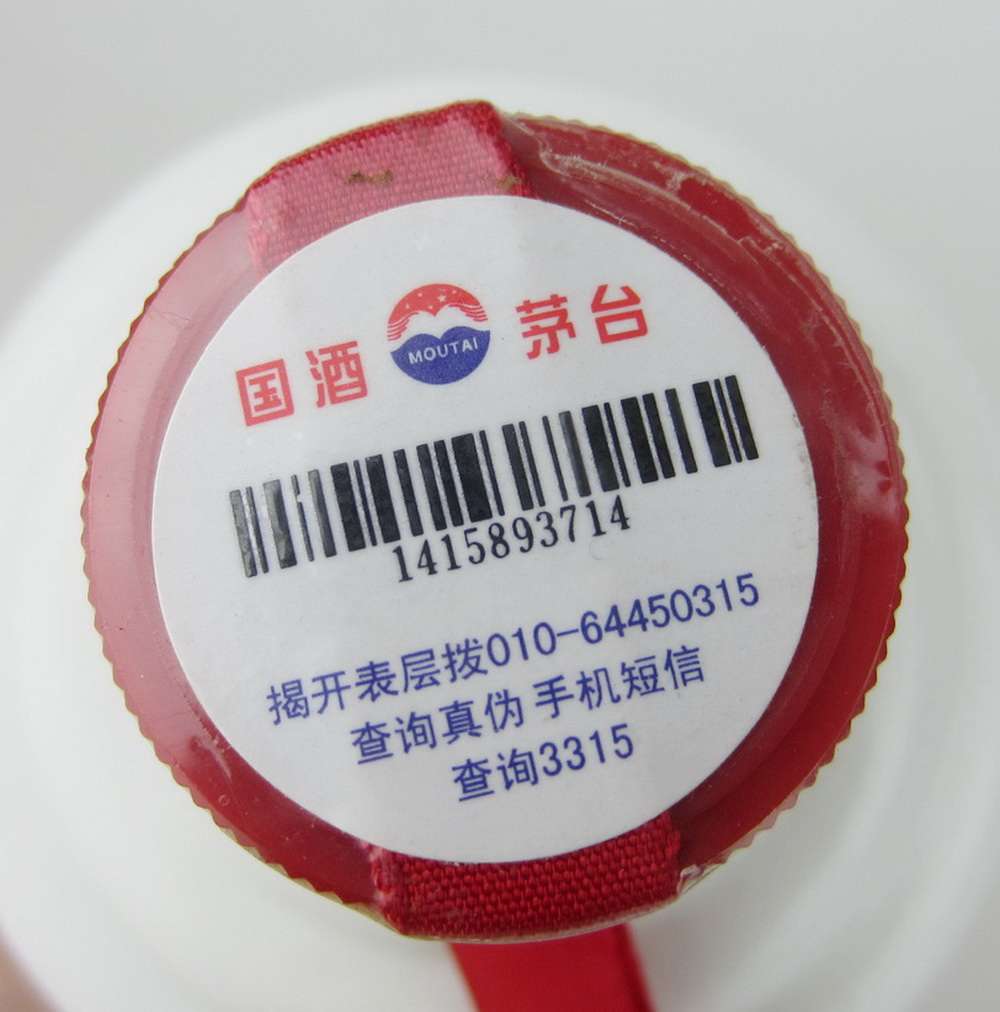 国酒 MOUTAI 茅台
1415893714
揭开表层拨010-64450315
查询真伪 手机短信
查询3315